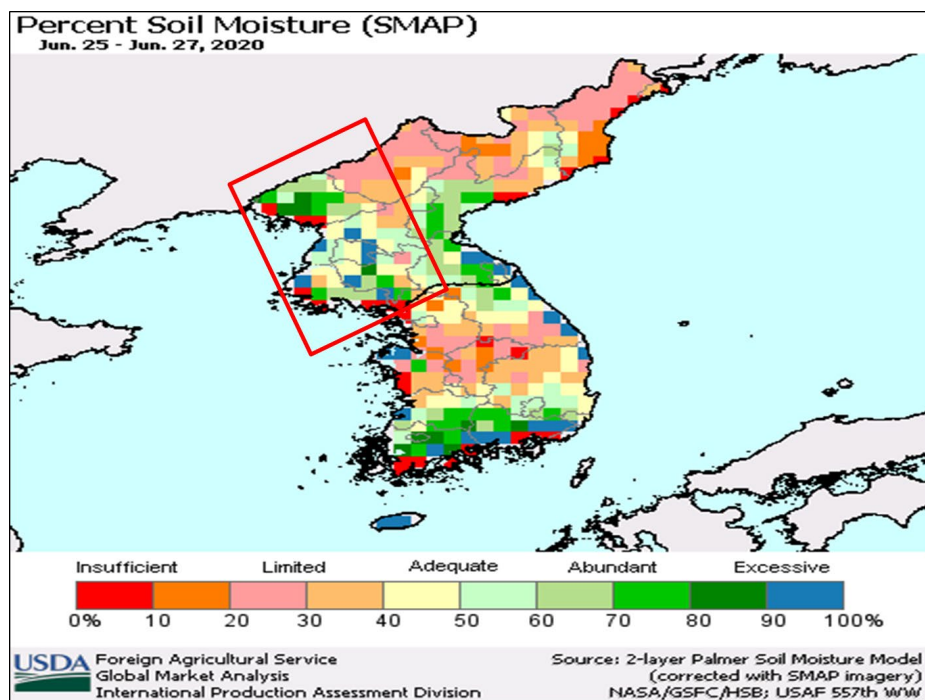 Percent Soil Moisture (SMAP)
Jun. 25 - Jun. 27, 2020
Insufficient Limited Adequate Abundant Excessive
0% 10 20 30 40 50 60 70 80 90 100%
USDA Foreign Agricultural Service
Global Market Analysis
International Production Assessment Division
Source: 2-layer Palmer Soil Moisture Model
(corrected with SMAP imagery)
NASA/GSFC/HSB; USAF 557th WW